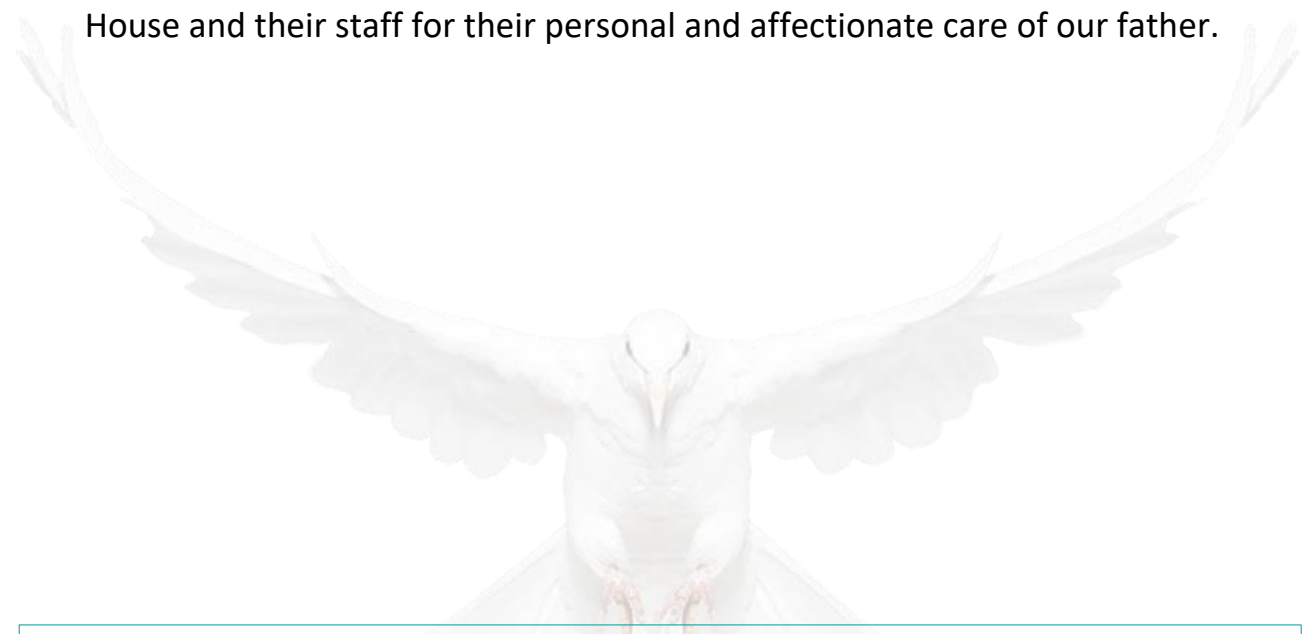 House and their staff for their personal and affectionate care of our father.